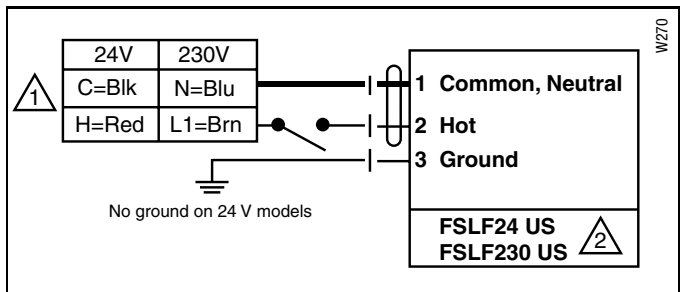 W270
24V 230V
1 C=Blk N=Blu 1 Common, Neutral
H=Red L1=Brn 2 Hot
3 Ground
No ground on 24 V models
FSLF24 US
FSLF230 US 2